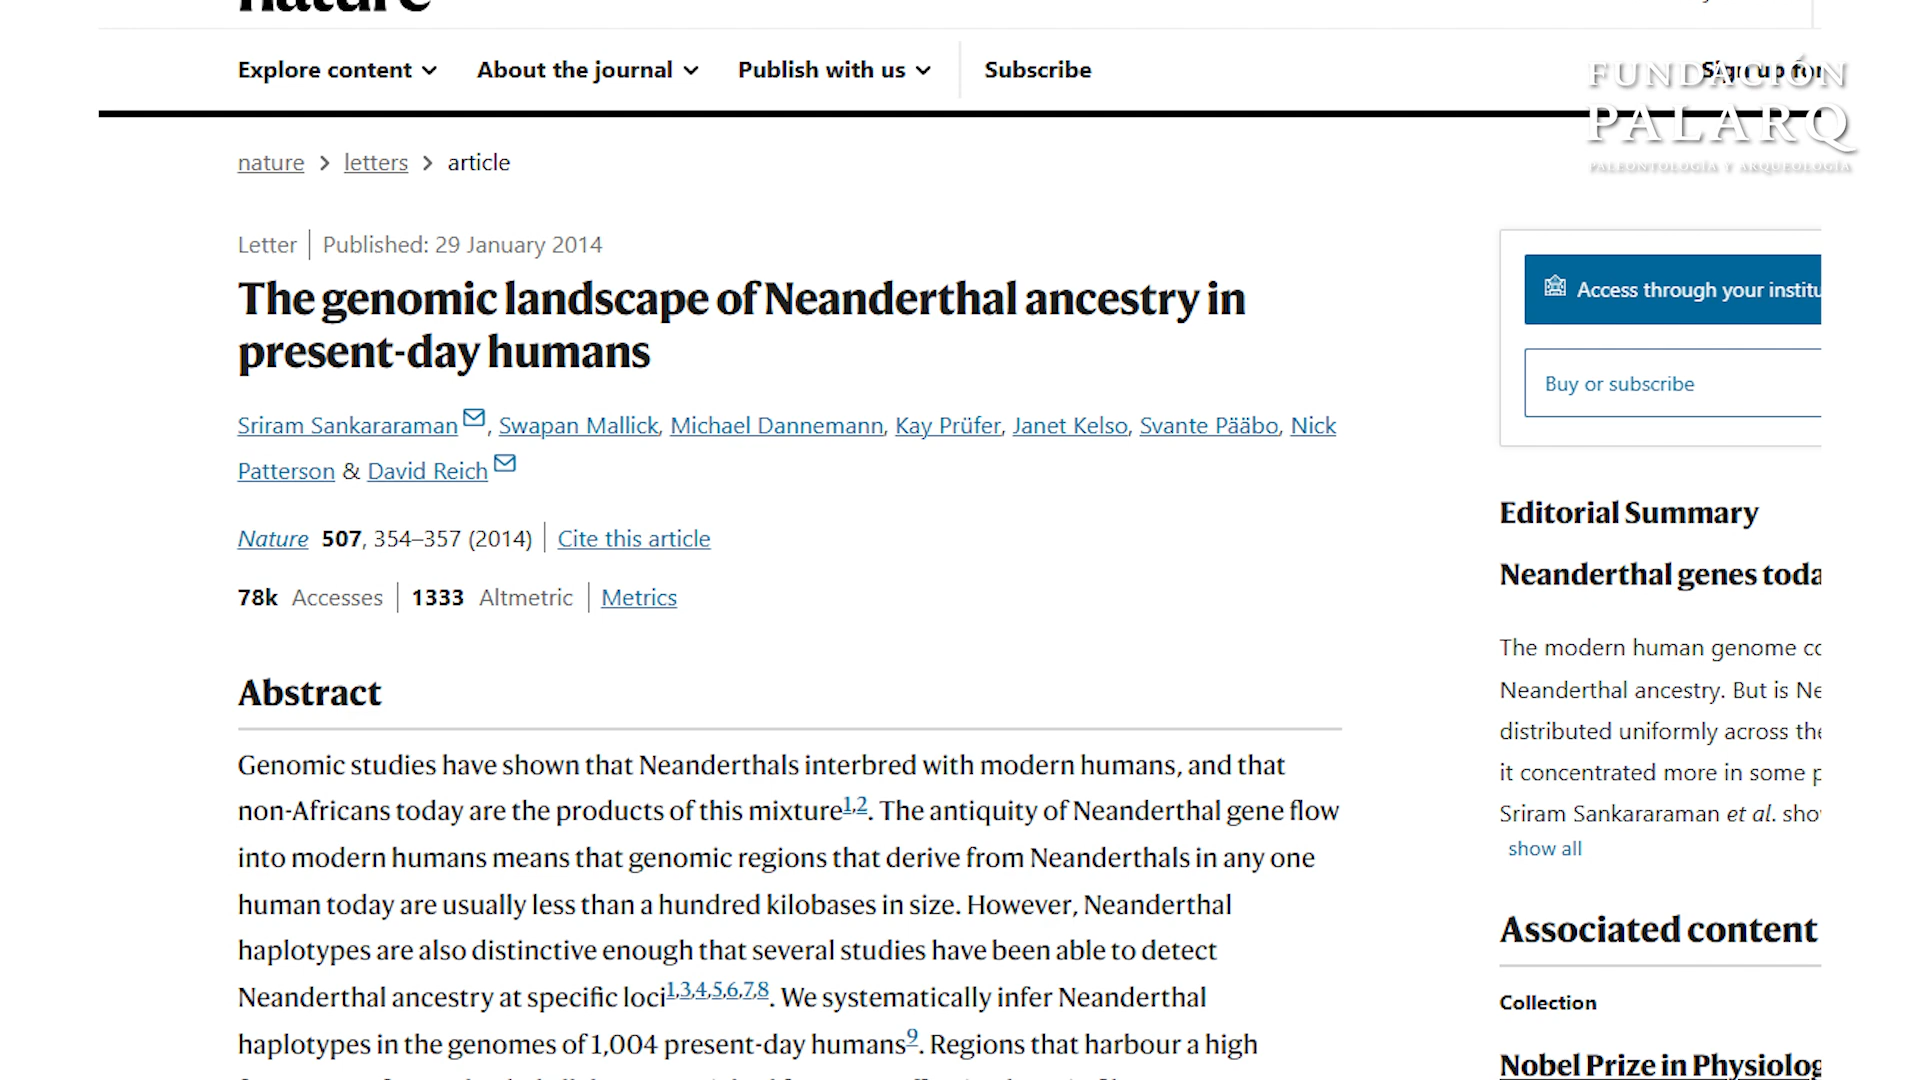 nature
Explore content
About the journal
Publish with us
Subscribe
Sign up for
FUNDACIÓN
PALARQ
PALEONTOLOGÍA Y ARQUEOLOGÍA
nature > letters > article
Letter | Published: 29 January 2014
The genomic landscape of Neanderthal ancestry in
present-day humans
Sriram Sankararaman, Swapan Mallick, Michael Dannemann, Kay Prüfer, Janet Kelso, Svante Pääbo, Nick
Patterson & David Reich
Nature 507, 354–357 (2014) | Cite this article
78k Accesses | 1333 Altmetric | Metrics
Abstract
Genomic studies have shown that Neanderthals interbred with modern humans, and that
non-Africans today are the products of this mixture1,2. The antiquity of Neanderthal gene flow
into modern humans means that genomic regions that derive from Neanderthals in any one
human today are usually less than a hundred kilobases in size. However, Neanderthal
haplotypes are also distinctive enough that several studies have been able to detect
Neanderthal ancestry at specific loci1,3,4,5,6,7,8. We systematically infer Neanderthal
haplotypes in the genomes of 1,004 present-day humans9. Regions that harbour a high
Access through your institu
Buy or subscribe
Editorial Summary
Neanderthal genes toda
The modern human genome co
Neanderthal ancestry. But is Ne
distributed uniformly across the
it concentrated more in some p
Sriram Sankararaman et al. sho
show all
Associated content
Collection
Nobel Prize in Physiolog